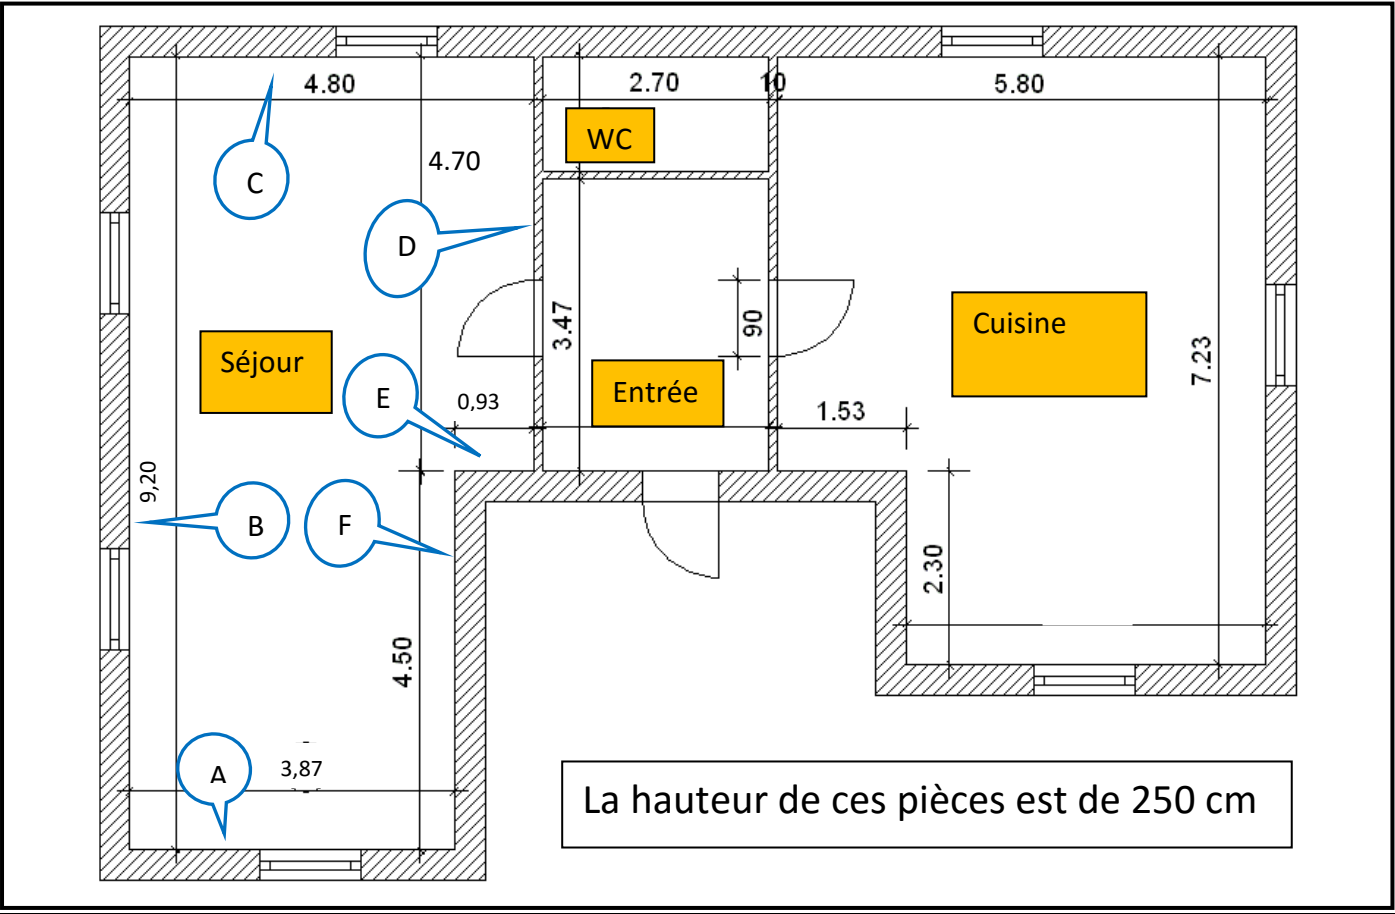 4.80
2.70
10
5.80
WC
4.70
C
D
3.47
90
Cuisine
Séjour
7.23
E
Entrée
0,93
1.53
9,20
B
F
2.30
4.50
A
3,87
La hauteur de ces pièces est de 250 cm